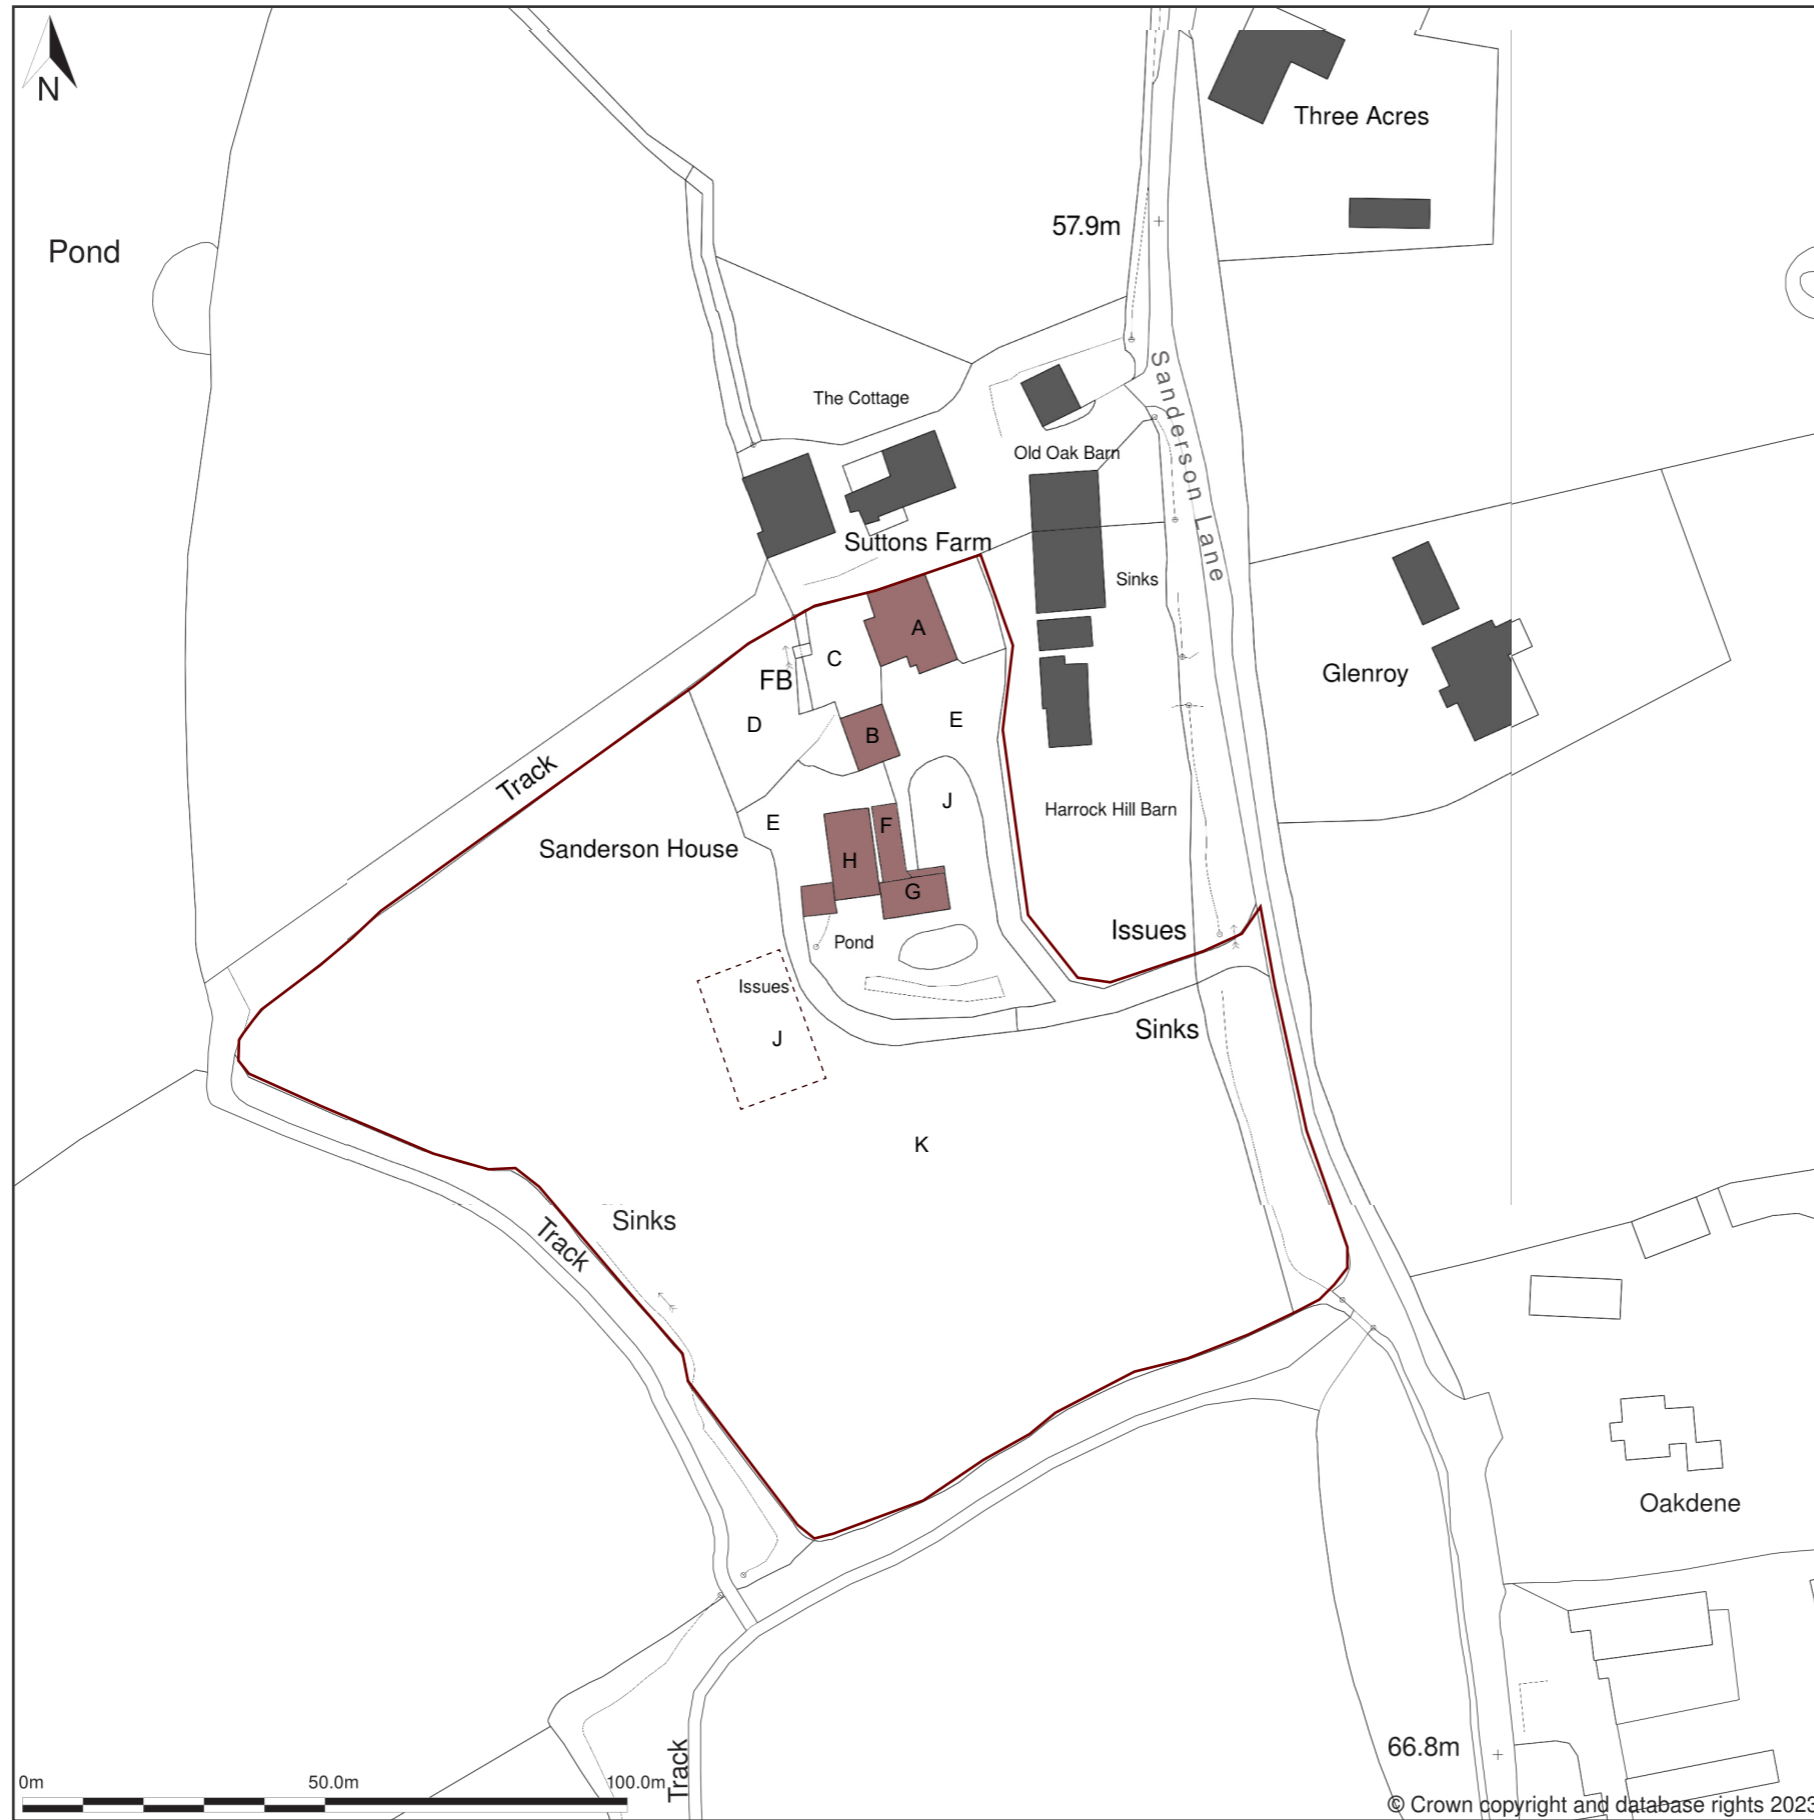 N
Three Acres
57.9m
Pond
Sanderson Lane
The Cottage
Old Oak Barn
Suttons Farm
Sinks
A
C
FB
Glenroy
D
E
B
Track
J
Harrock Hill Barn
E
F
Sanderson House
H
G
Issues
Pond
Issues
Sinks
J
K
Sinks
Track
Oakdene
66.8m
Track
0m 50.0m 100.0m
© Crown copyright and database rights 2023